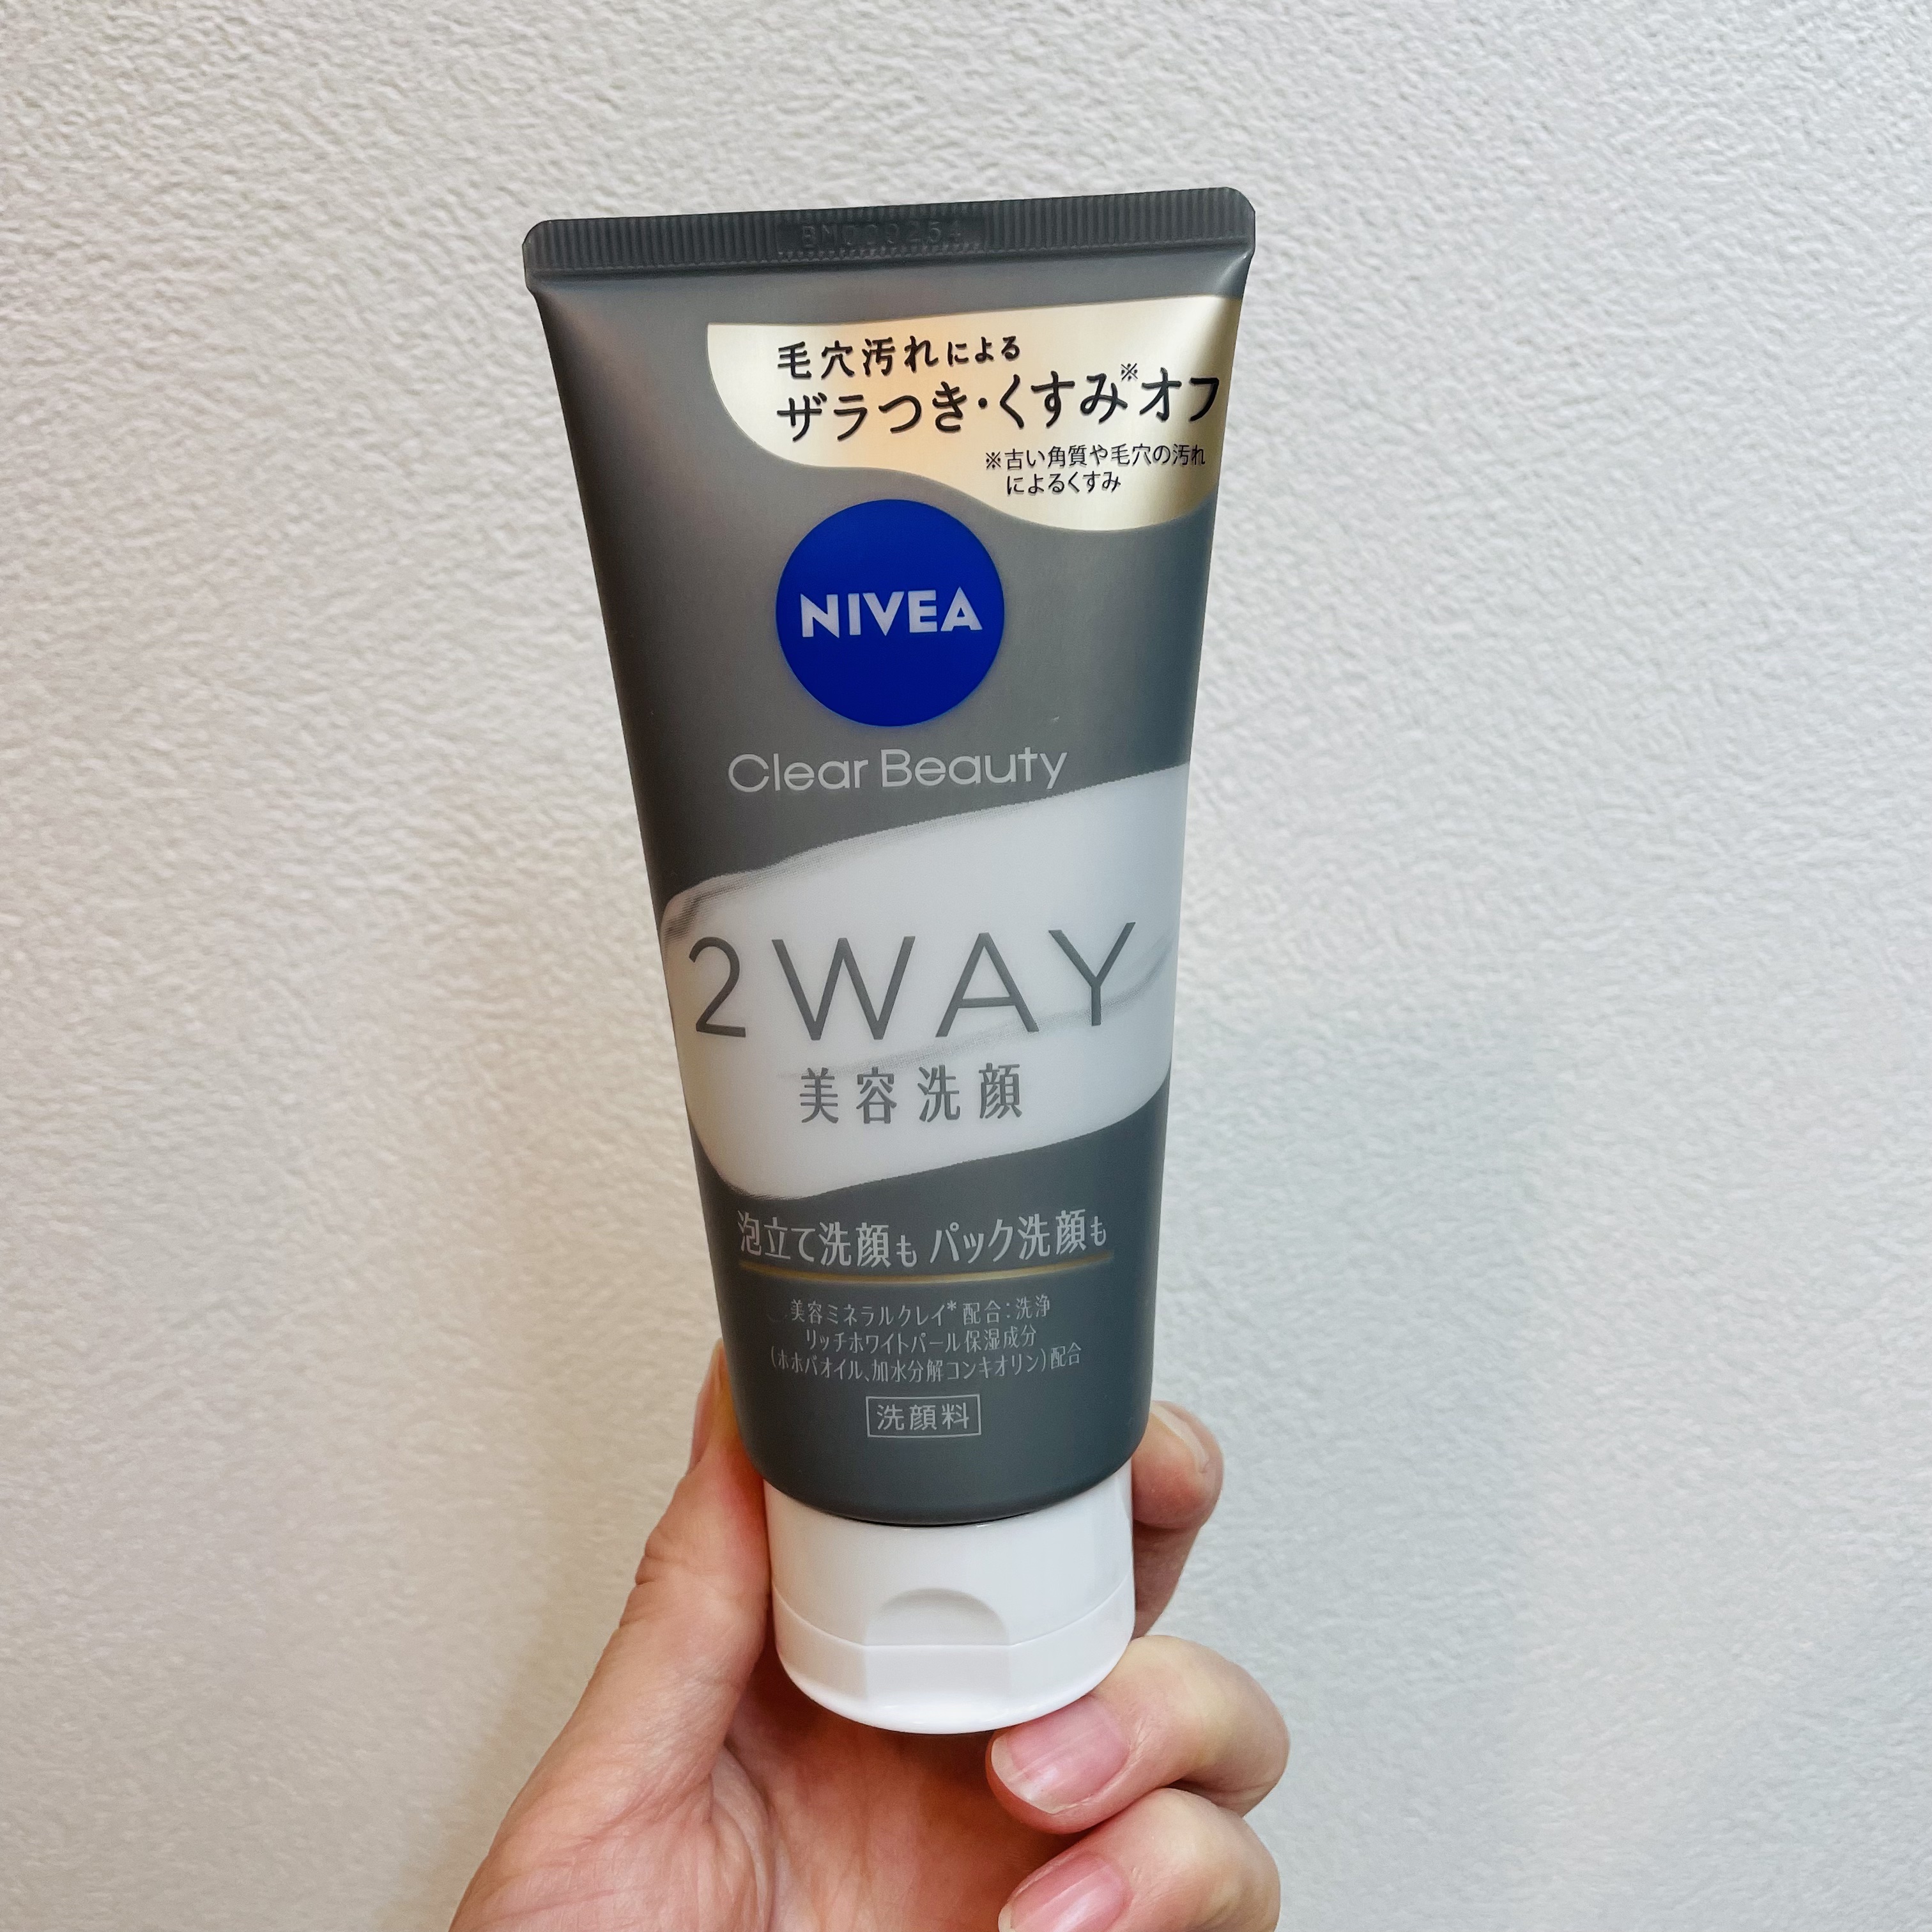 毛穴汚れによる
ザラつき・くすみ※オフ
※古い角質や毛穴の汚れ
によるくすみ
NIVEA
Clear Beauty
2WAY
美容洗顔
泡立て洗顔も パック洗顔も
美容ミネラルクレイ*配合:洗浄
リッチホワイトパール保湿成分
(ホホバオイル、加水分解コンキオリン)配合
洗顔料